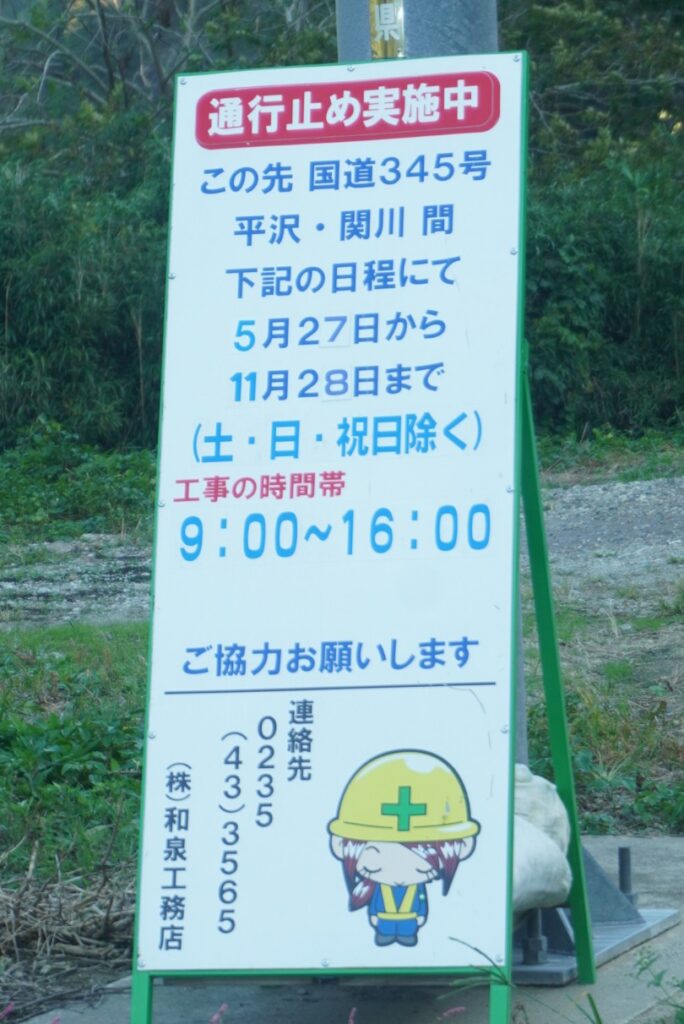 県
通行止め実施中
この先 国道345号
平沢・関川 間
下記の日程にて
5月27日から
11月28日まで
(土・日・祝日除く)
工事の時間帯
9:00~16:00
ご協力お願いします
連絡先
0235
(43)3565
(株)和泉工務店